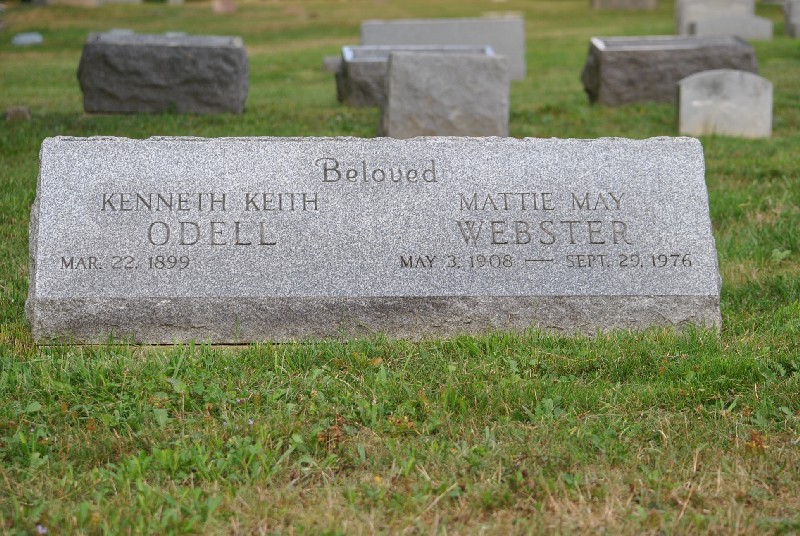 Beloved
KENNETH KEITH
ODELL
MAR. 22. 1899
MATTIE MAY
WEBSTER
MAY 3. 1908 — SEPT. 29. 1976